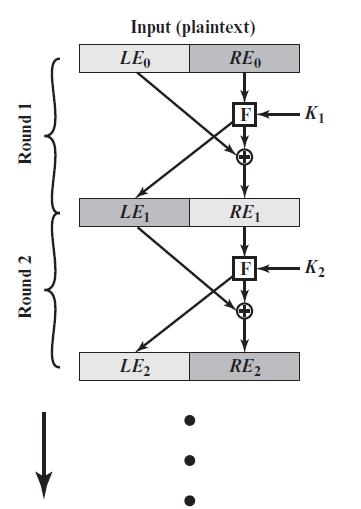 Input (plaintext)
LE0 RE0
Round 1
F K1
LE1 RE1
Round 2
F K2
LE2 RE2